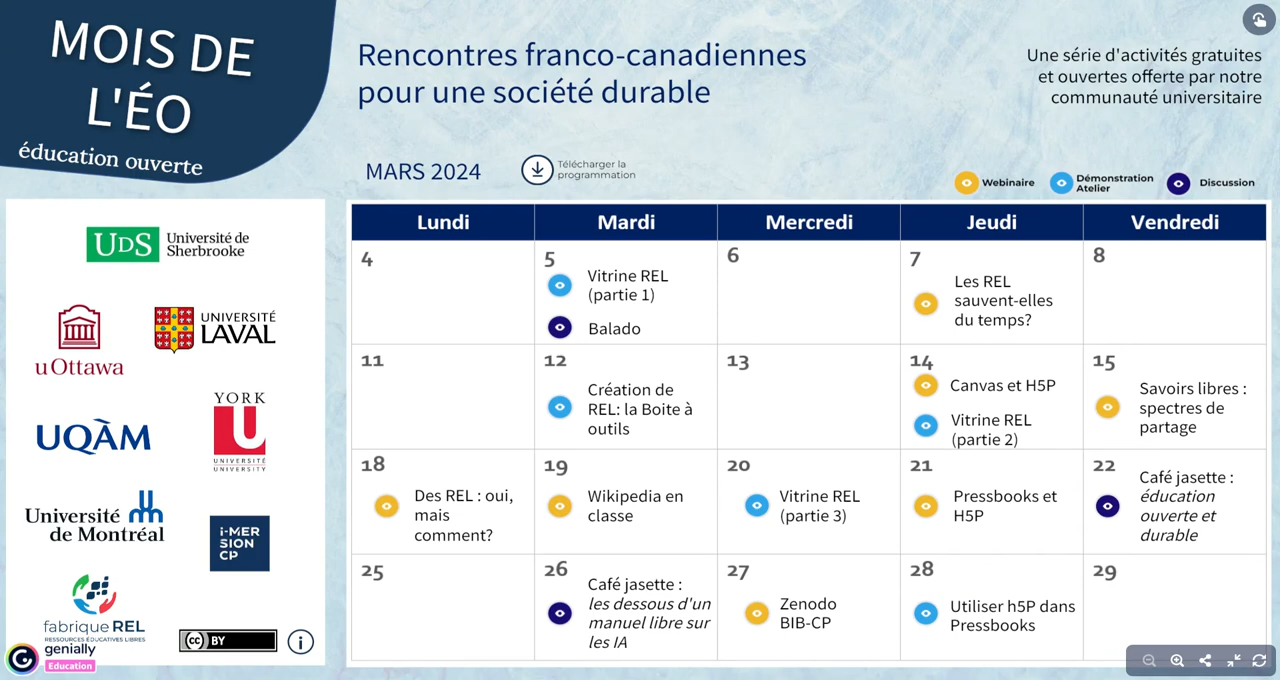 MOIS DE
L'ÉO
éducation ouverte
Rencontres franco-canadiennes
pour une société durable
Une série d'activités gratuites
et ouvertes offerte par notre
communauté universitaire
MARS 2024
Télécharger la
programmation
Webinaire
Démonstration
Atelier
Discussion
UDS
Université de
Sherbrooke
uOttawa
UNIVERSITÉ
LAVAL
UQÀM
YORK
U
UNIVERSITÉ
UNIVERSITY
Université
de Montréal
i-MER
SION
CP
fabrique REL
RESSOURCES ÉDUCATIVES LIBRES
genially
Education
cc BY
i
Lundi
Mardi
Mercredi
Jeudi
Vendredi
4
5
Vitrine REL
(partie 1)
Balado
6
7
Les REL
sauvent-elles
du temps?
8
11
12
Création de
REL: la Boite à
outils
13
14
Canvas et H5P
Vitrine REL
(partie 2)
15
Savoirs libres :
spectres de
partage
18
Des REL : oui,
mais
comment?
19
Wikipedia en
classe
20
Vitrine REL
(partie 3)
21
Pressbooks et
H5P
22
Café jasette :
éducation
ouverte et
durable
25
26
Café jasette :
les dessous d'un
manuel libre sur
les IA
27
Zenodo
BIB-CP
28
Utiliser h5P dans
Pressbooks
29